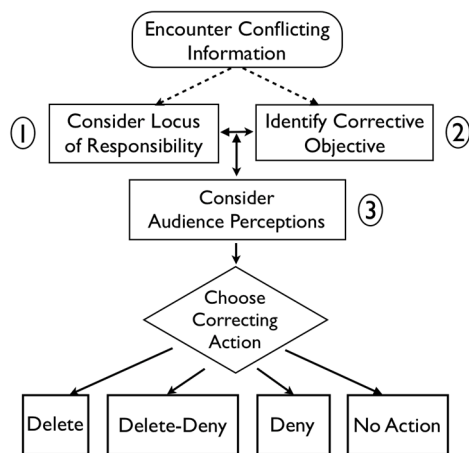 Encounter Conflicting
Information
1
Consider Locus
of Responsibility
Identify Corrective
Objective
2
Consider
Audience Perceptions
3
Choose
Correcting
Action
Delete
Delete-Deny
Deny
No Action